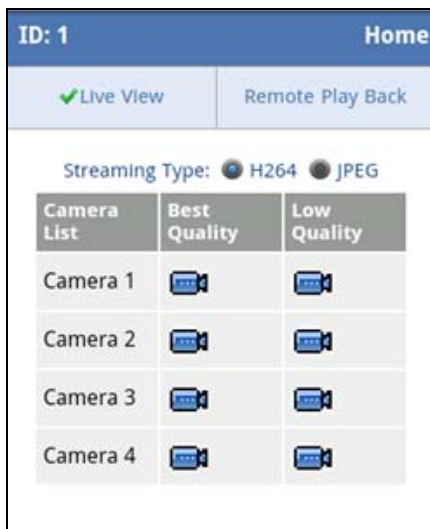 ID: 1 Home
Live View Remote Play Back
Streaming Type: H264 JPEG
Camera List Best Quality Low Quality
Camera 1
Camera 2
Camera 3
Camera 4